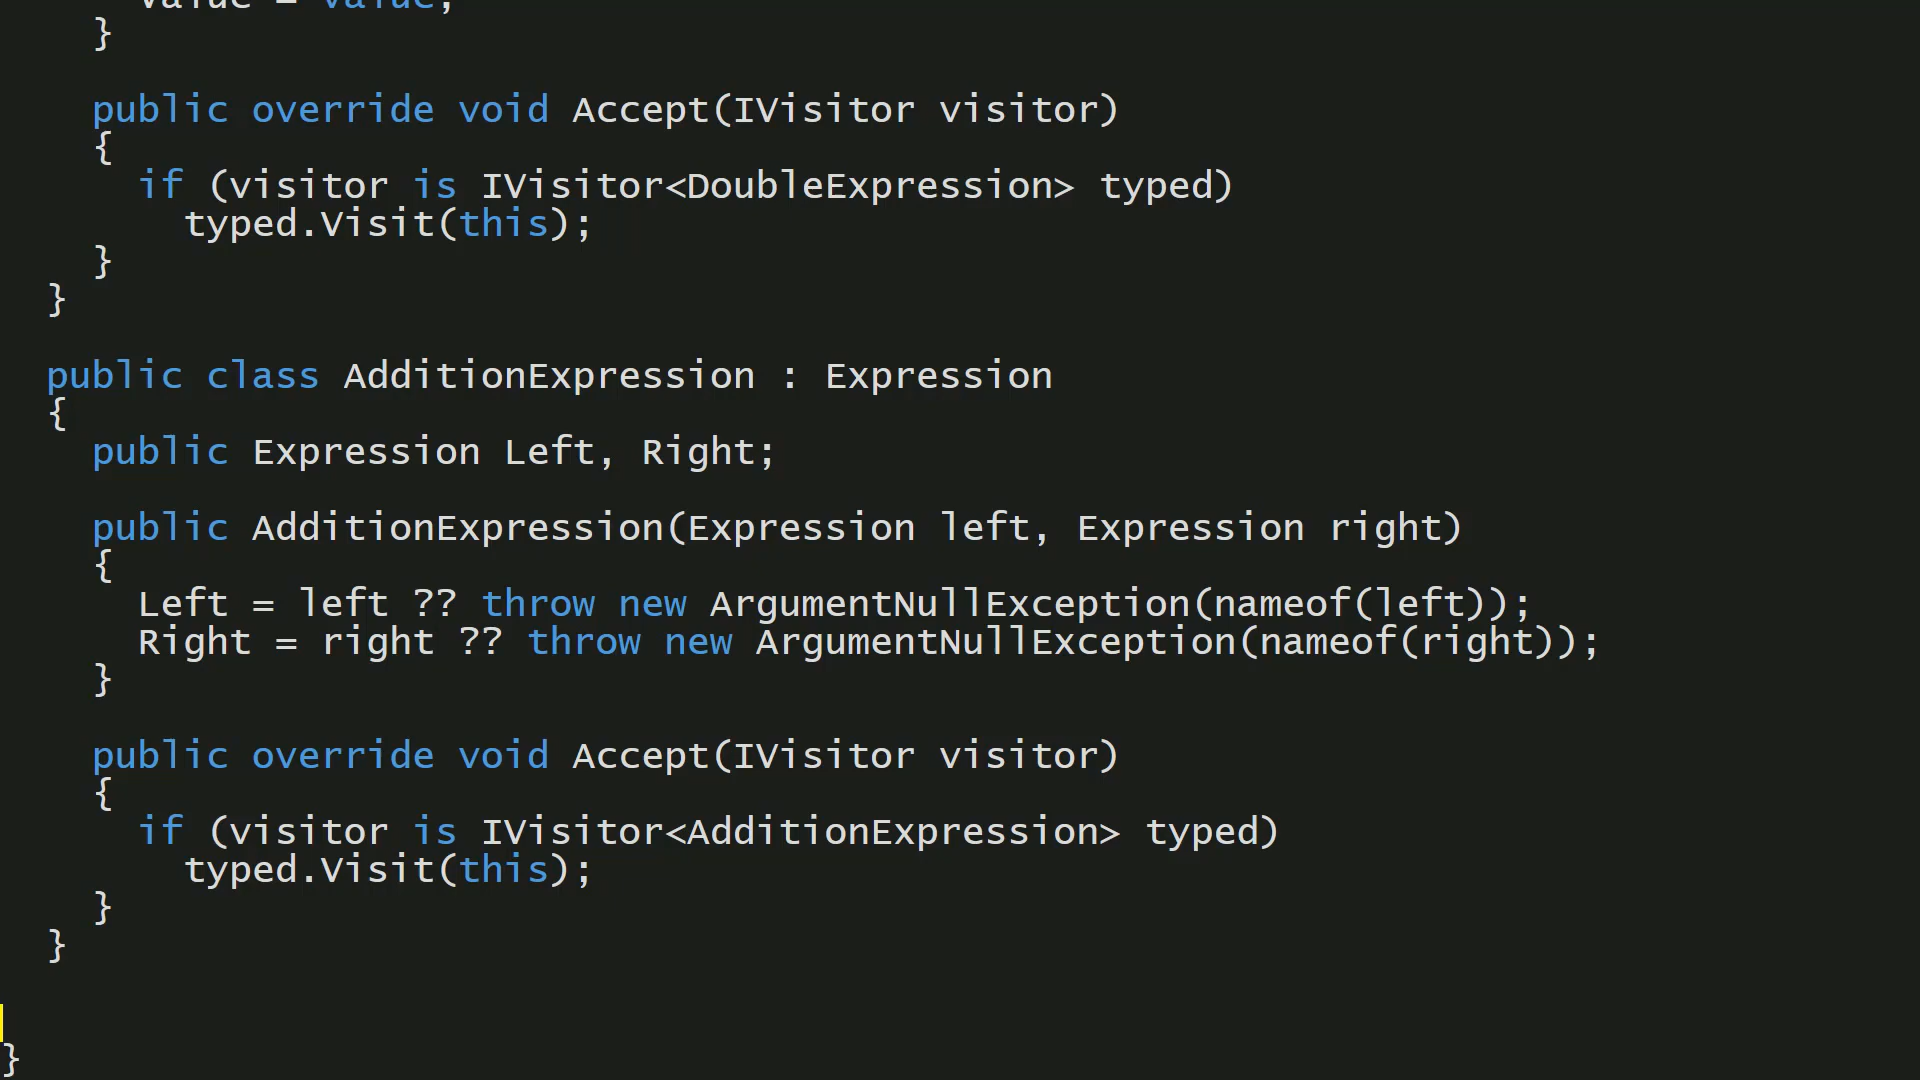 Value = value;
}
public override void Accept(IVisitor visitor)
{
if (visitor is IVisitor<DoubleExpression> typed)
typed.Visit(this);
}
}
public class AdditionExpression : Expression
{
public Expression Left, Right;
public AdditionExpression(Expression left, Expression right)
{
Left = left ?? throw new ArgumentNullException(nameof(left));
Right = right ?? throw new ArgumentNullException(nameof(right));
}
public override void Accept(IVisitor visitor)
{
if (visitor is IVisitor<AdditionExpression> typed)
typed.Visit(this);
}
}
}